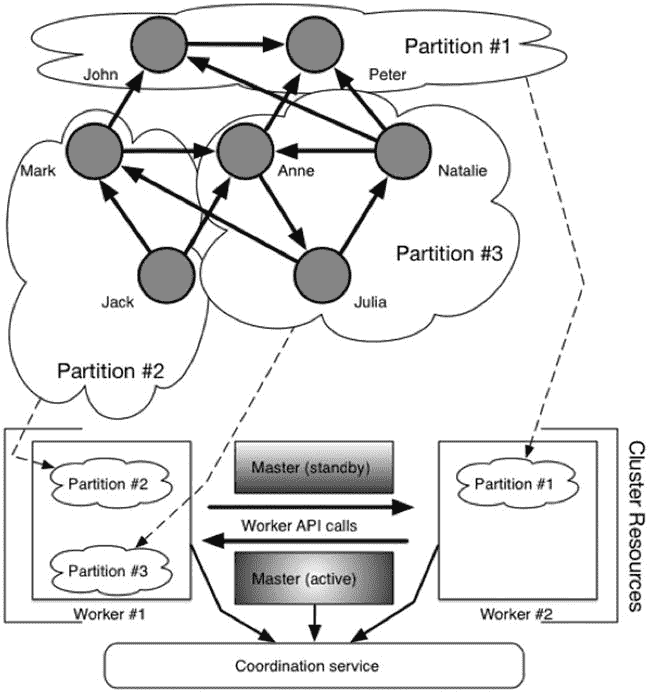 Partition #1
John
Peter
Mark
Anne
Natalie
Partition #3
Jack
Julia
Partition #2
Master (standby)
Partition #2
Partition #1
Worker API calls
Partition #3
Master (active)
Worker #1
Worker #2
Cluster Resources
Coordination service